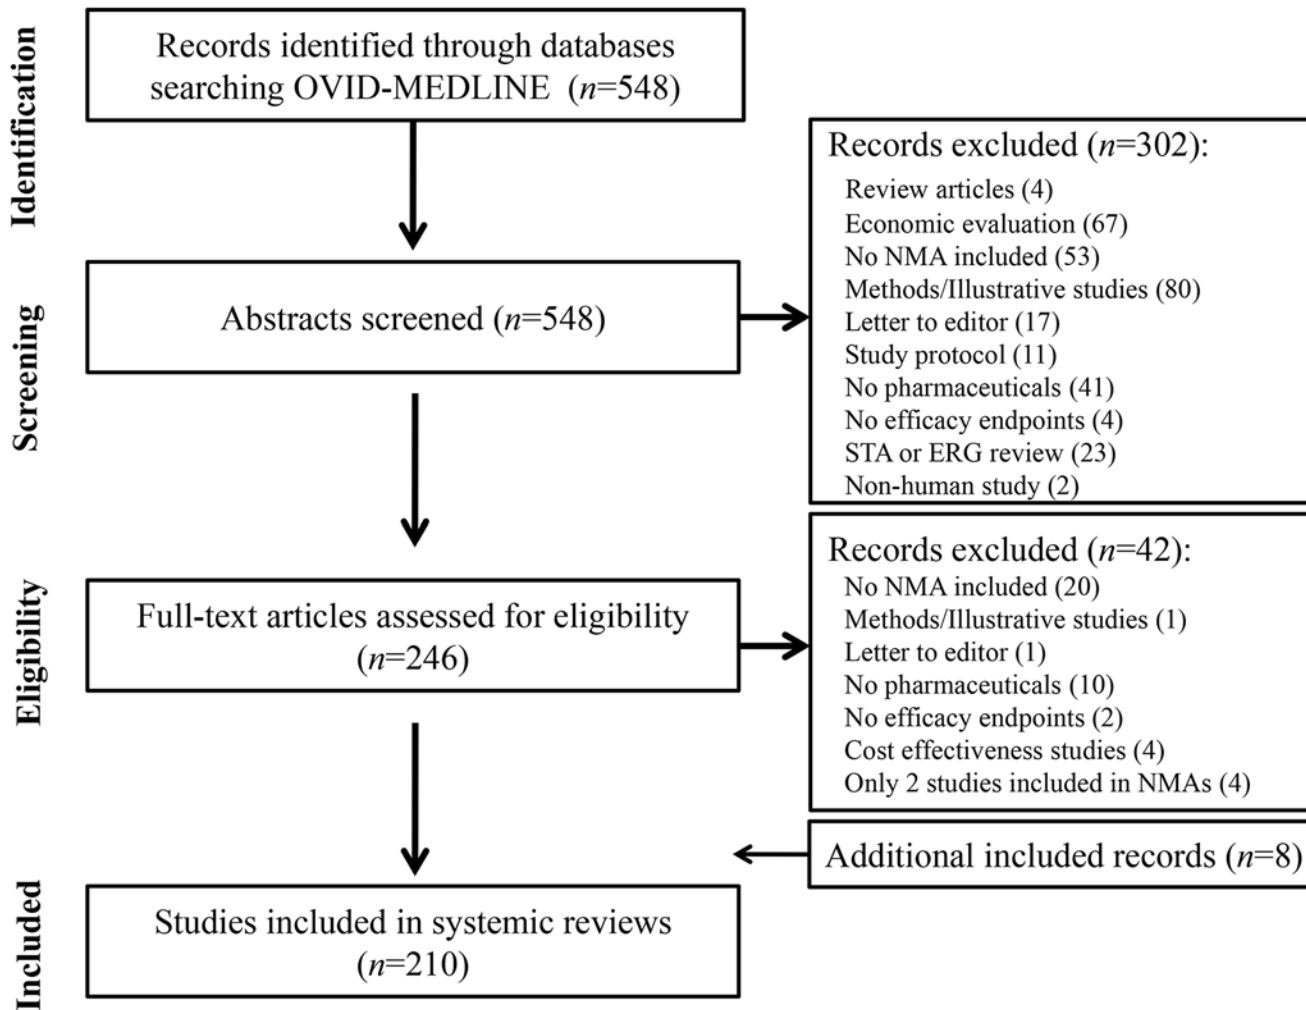 Identification
Records identified through databases
searching OVID-MEDLINE (n=548)
Screening
Abstracts screened (n=548)
Records excluded (n=302):
Review articles (4)
Economic evaluation (67)
No NMA included (53)
Methods/Illustrative studies (80)
Letter to editor (17)
Study protocol (11)
No pharmaceuticals (41)
No efficacy endpoints (4)
STA or ERG review (23)
Non-human study (2)
Eligibility
Full-text articles assessed for eligibility
(n=246)
Records excluded (n=42):
No NMA included (20)
Methods/Illustrative studies (1)
Letter to editor (1)
No pharmaceuticals (10)
No efficacy endpoints (2)
Cost effectiveness studies (4)
Only 2 studies included in NMAs (4)
Additional included records (n=8)
Included
Studies included in systemic reviews
(n=210)